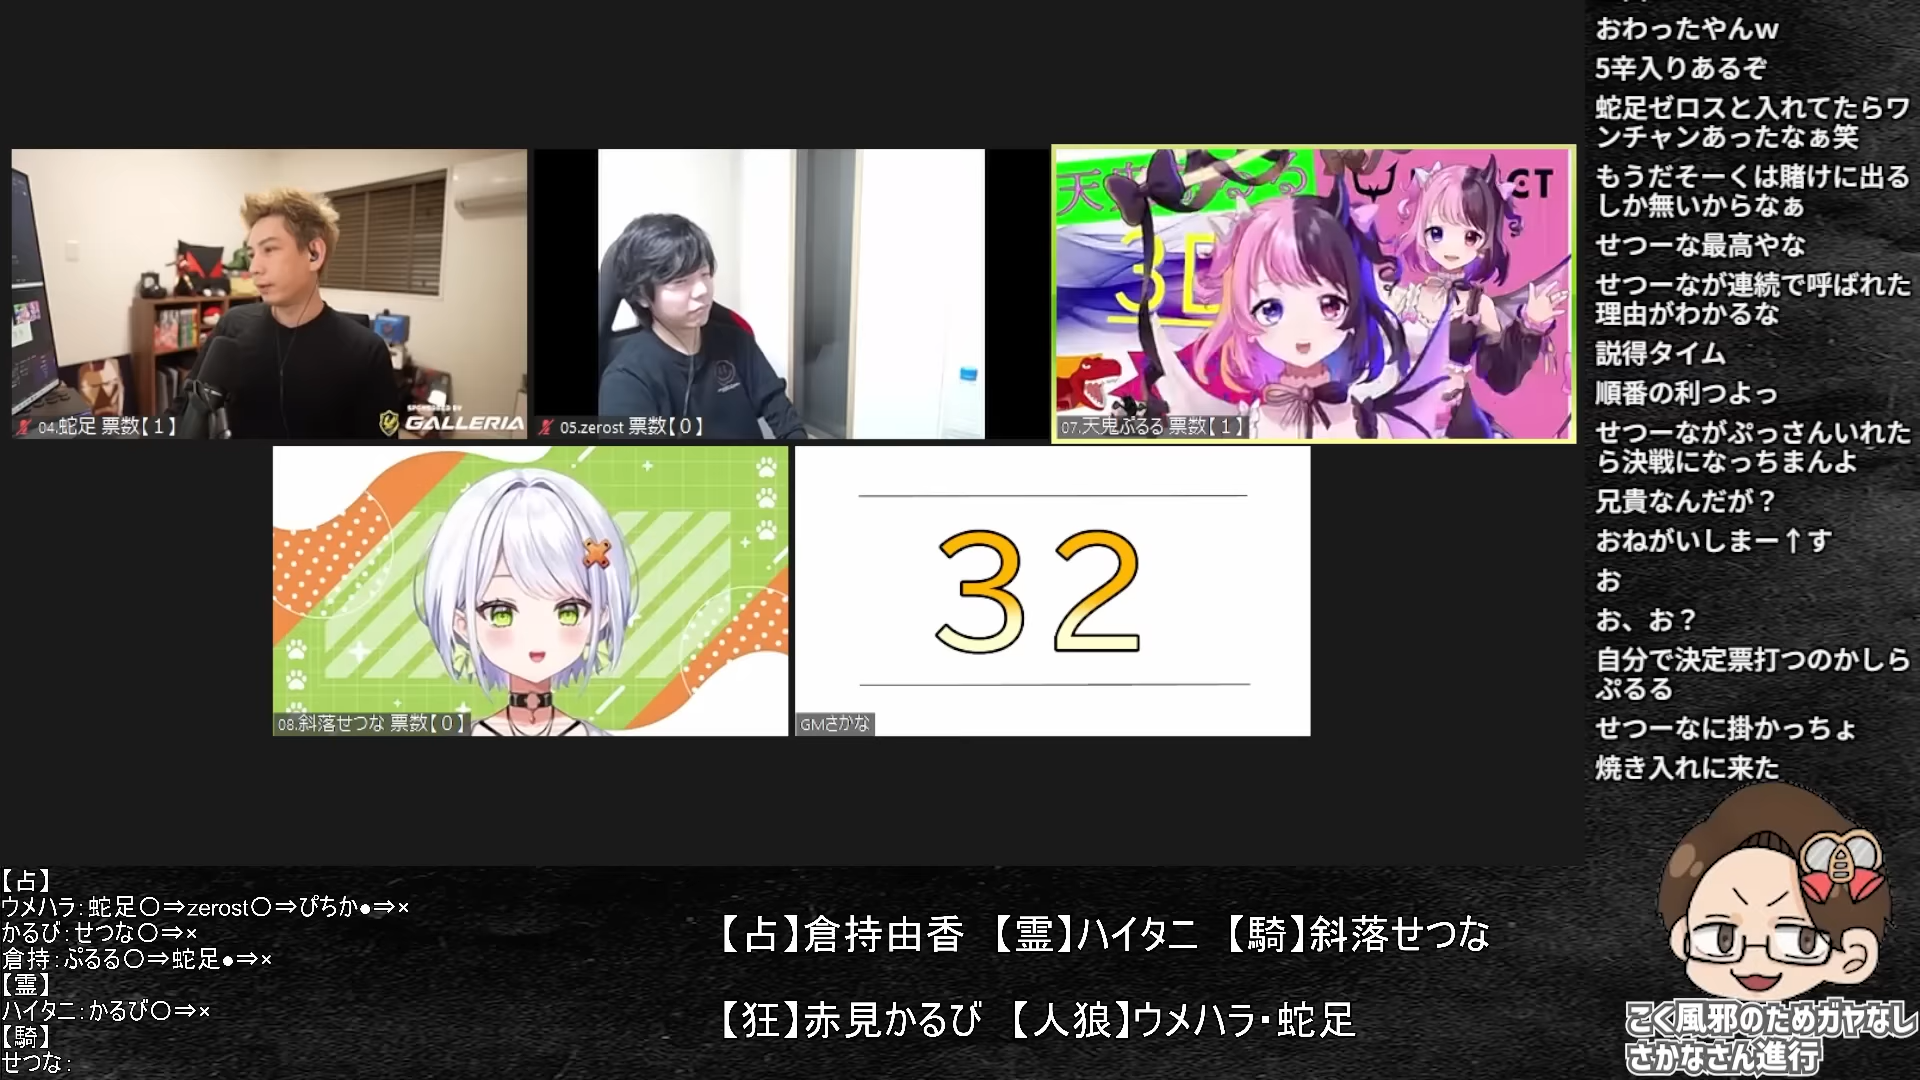 04.蛇足 票数【1】
SPONSORED BY
GALLERIA
05.zerost 票数【0】
3D
07.天鬼ぷるる 票数【1】
08.斜落せつな 票数【0】
32
GMさかな
おわったやんw
5辛入りあるぞ
蛇足ゼロスと入れてたらワ
ンチャンあったなぁ笑
もうだそーくは賭けに出る
しか無いからなぁ
せつーな最高やな
せつーなが連続で呼ばれた
理由がわかるな
説得タイム
順番の利つよっ
せつーながぷっさんいれた
ら決戦になっちまんよ
兄貴なんだが？
おねがいしまー↑す
お
お、お？
自分で決定票打つのかしら
ぷるる
せつーなに掛かっちょ
焼き入れに来た
【占】
ウメハラ:蛇足〇⇒zerost〇⇒ぴちか●⇒×
かるび:せつな〇⇒×
倉持:ぷるる〇⇒蛇足●⇒×
【霊】
ハイタニ:かるび〇⇒×
【騎】
せつな:
【占】倉持由香 【霊】ハイタニ 【騎】斜落せつな
【狂】赤見かるび 【人狼】ウメハラ・蛇足
こく風邪のためガヤなし
さかなさん進行